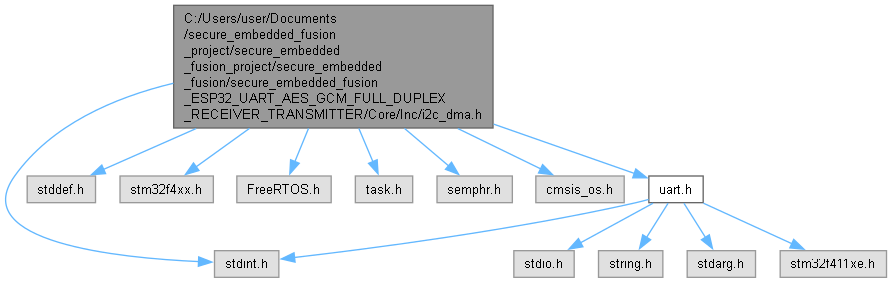 C:/Users/user/Documents
/secure_embedded_fusion
_project/secure_embedded
_fusion_project/secure_embedded
_fusion/secure_embedded_fusion
_ESP32_UART_AES_GCM_FULL_DUPLEX
_RECEIVER_TRANSMITTER/Core/Inc/i2c_dma.h
stddef.h
stm32f4xx.h
FreeRTOS.h
task.h
semphr.h
cmsis_os.h
uart.h
stdint.h
stdio.h
string.h
stdarg.h
stm32f411xe.h